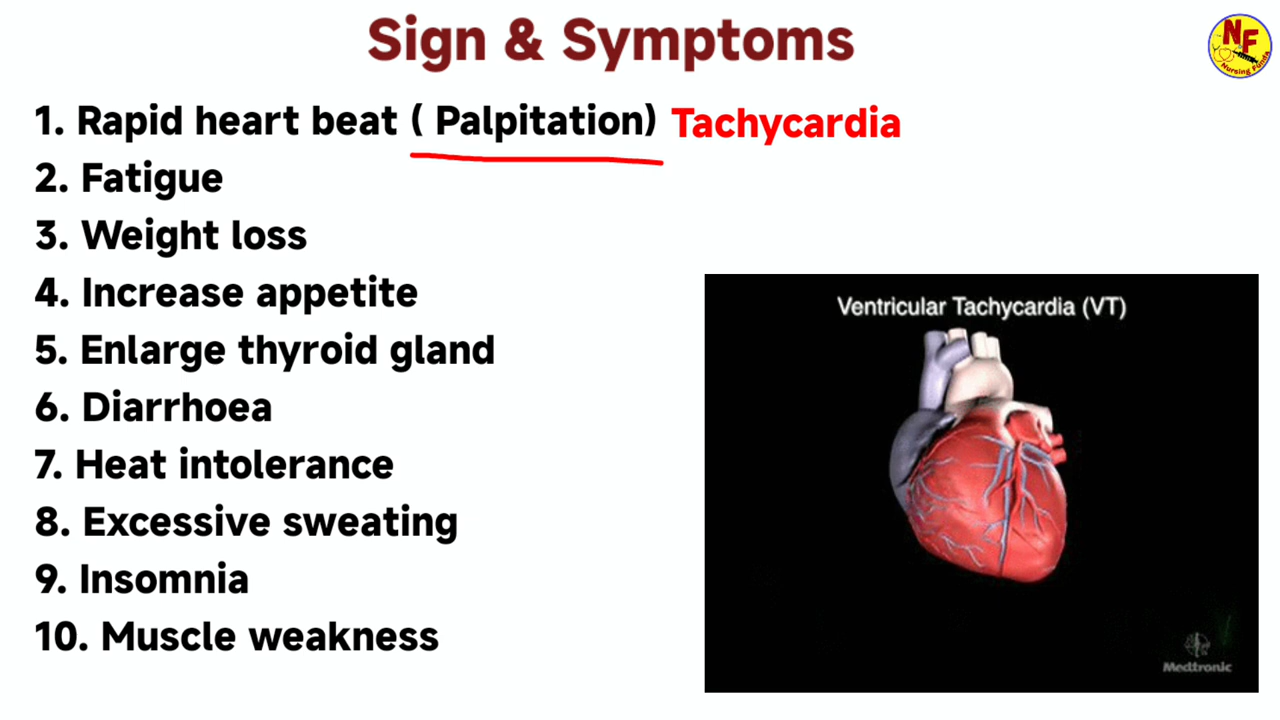 Sign & Symptoms
NF
Nursing Funda
1. Rapid heart beat ( Palpitation) Tachycardia
2. Fatigue
3. Weight loss
4. Increase appetite
5. Enlarge thyroid gland
6. Diarrhoea
7. Heat intolerance
8. Excessive sweating
9. Insomnia
10. Muscle weakness
Ventricular Tachycardia (VT)
Medtronic